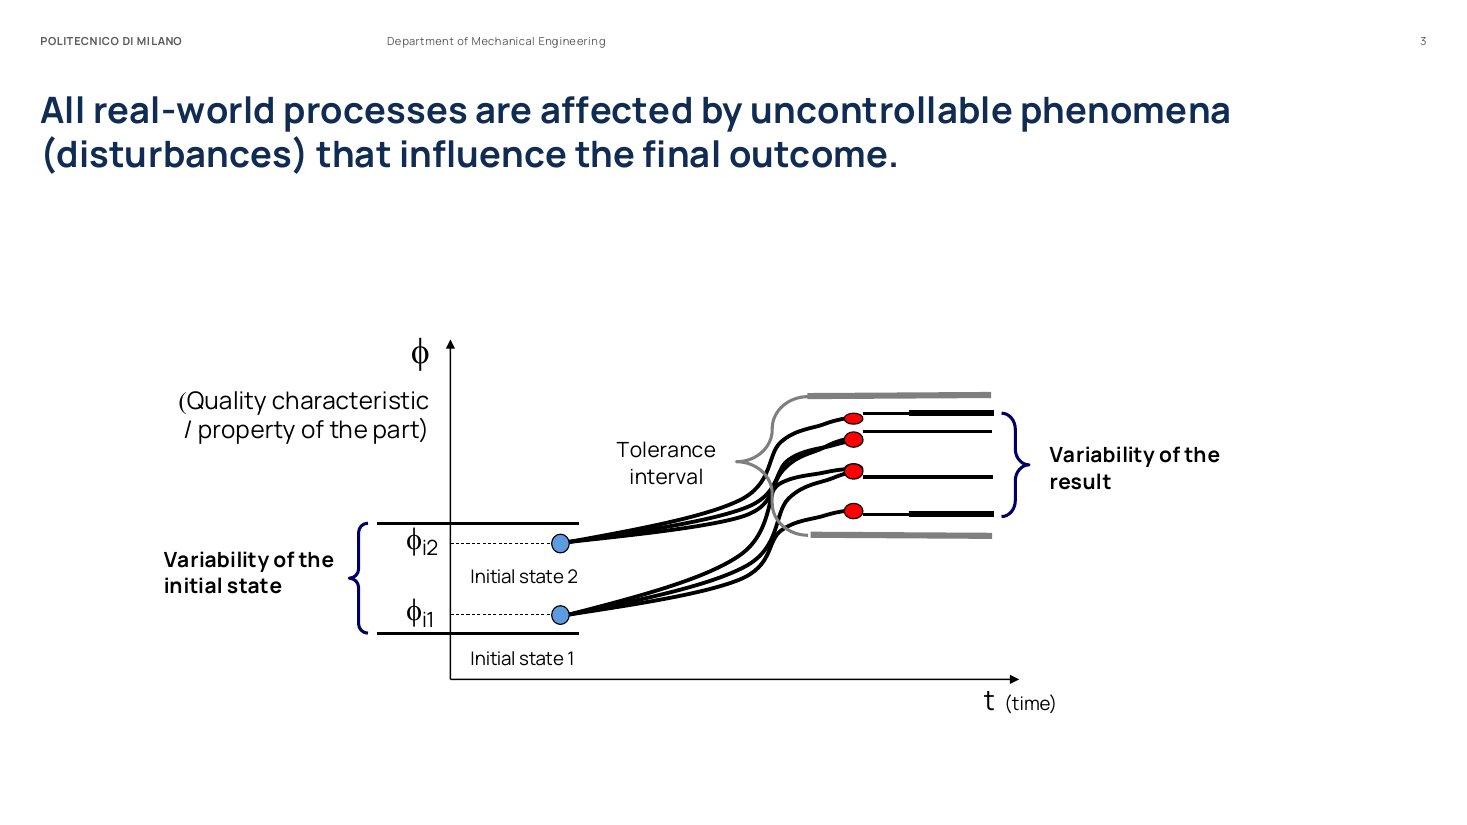 POLITECNICO DI MILANO
Department of Mechanical Engineering
3
All real-world processes are affected by uncontrollable phenomena
(disturbances) that influence the final outcome.
ϕ
(Quality characteristic
/ property of the part)
Tolerance
interval
Variability of the
result
Variability of the
initial state
ϕi2
Initial state 2
ϕi1
Initial state 1
t (time)